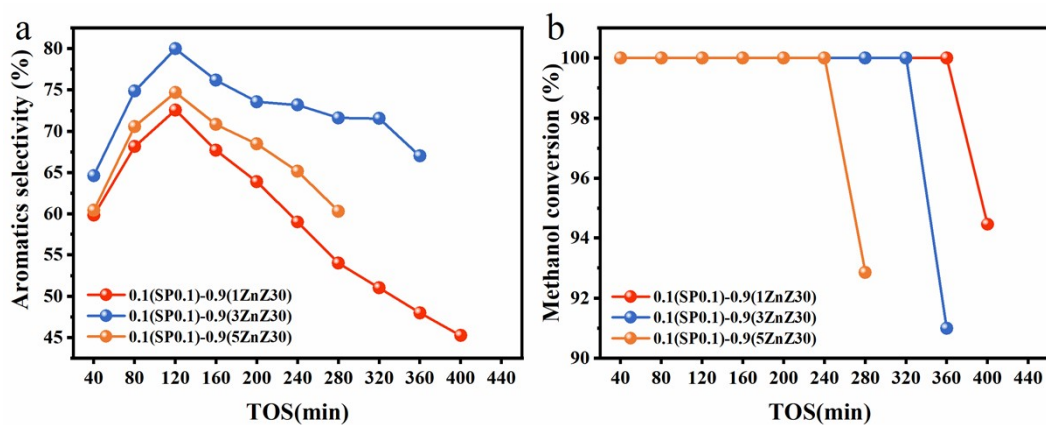 a
Aromatics selectivity (%)
80
75
70
65
60
55
50
45
0.1(SP0.1)-0.9(1ZnZ30)
0.1(SP0.1)-0.9(3ZnZ30)
0.1(SP0.1)-0.9(5ZnZ30)
40 80 120 160 200 240 280 320 360 400 440
TOS(min)
b
Methanol conversion (%)
100
98
96
94
92
90
0.1(SP0.1)-0.9(1ZnZ30)
0.1(SP0.1)-0.9(3ZnZ30)
0.1(SP0.1)-0.9(5ZnZ30)
40 80 120 160 200 240 280 320 360 400 440
TOS(min)